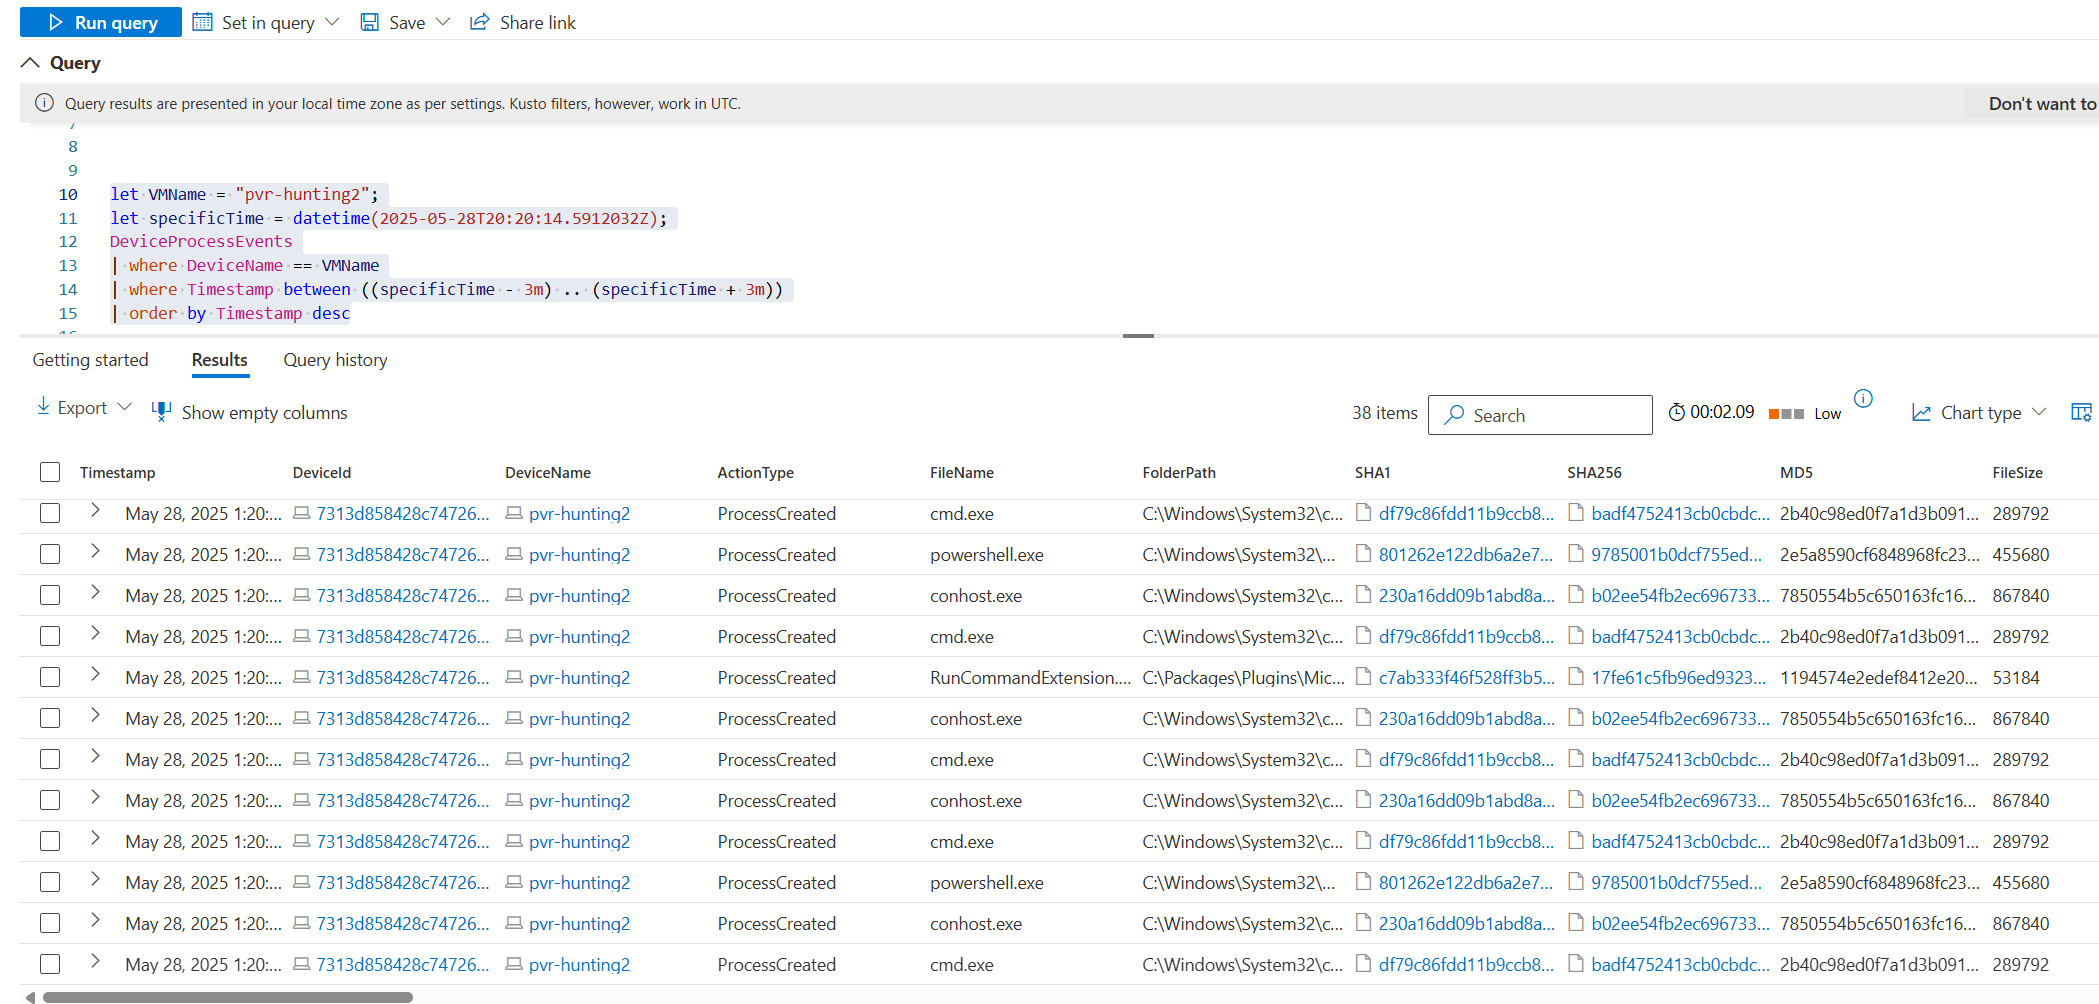 Run query Set in query Save Share link
Query
Query results are presented in your local time zone as per settings. Kusto filters, however, work in UTC. Don't want to
7
8
9
10 let VMName = "pvr-hunting2";
11 let specificTime = datetime(2025-05-28T20:20:14.5912032Z);
12 DeviceProcessEvents
13 | where DeviceName == VMName
14 | where Timestamp between ((specificTime - 3m) .. (specificTime + 3m))
15 | order by Timestamp desc
16
Getting started Results Query history
Export Show empty columns 38 items Search 00:02.09 Low Chart type
Timestamp DeviceId DeviceName ActionType FileName FolderPath SHA1 SHA256 MD5 FileSize
May 28, 2025 1:20:... 7313d858428c74726... pvr-hunting2 ProcessCreated cmd.exe C:\Windows\System32\c... df79c86fdd11b9ccb8... badf4752413cb0cbdc... 2b40c98ed0f7a1d3b091... 289792
May 28, 2025 1:20:... 7313d858428c74726... pvr-hunting2 ProcessCreated powershell.exe C:\Windows\System32\... 801262e122db6a2e7... 9785001b0dcf755ed... 2e5a8590cf6848968fc23... 455680
May 28, 2025 1:20:... 7313d858428c74726... pvr-hunting2 ProcessCreated conhost.exe C:\Windows\System32\c... 230a16dd09b1abd8a... b02ee54fb2ec696733... 7850554b5c650163fc16... 867840
May 28, 2025 1:20:... 7313d858428c74726... pvr-hunting2 ProcessCreated cmd.exe C:\Windows\System32\c... df79c86fdd11b9ccb8... badf4752413cb0cbdc... 2b40c98ed0f7a1d3b091... 289792
May 28, 2025 1:20:... 7313d858428c74726... pvr-hunting2 ProcessCreated RunCommandExtension.... C:\Packages\Plugins\Mic... c7ab333f46f528ff3b5... 17fe61c5fb96ed9323... 1194574e2edef8412e20... 53184
May 28, 2025 1:20:... 7313d858428c74726... pvr-hunting2 ProcessCreated conhost.exe C:\Windows\System32\c... 230a16dd09b1abd8a... b02ee54fb2ec696733... 7850554b5c650163fc16... 867840
May 28, 2025 1:20:... 7313d858428c74726... pvr-hunting2 ProcessCreated cmd.exe C:\Windows\System32\c... df79c86fdd11b9ccb8... badf4752413cb0cbdc... 2b40c98ed0f7a1d3b091... 289792
May 28, 2025 1:20:... 7313d858428c74726... pvr-hunting2 ProcessCreated conhost.exe C:\Windows\System32\c... 230a16dd09b1abd8a... b02ee54fb2ec696733... 7850554b5c650163fc16... 867840
May 28, 2025 1:20:... 7313d858428c74726... pvr-hunting2 ProcessCreated cmd.exe C:\Windows\System32\c... df79c86fdd11b9ccb8... badf4752413cb0cbdc... 2b40c98ed0f7a1d3b091... 289792
May 28, 2025 1:20:... 7313d858428c74726... pvr-hunting2 ProcessCreated powershell.exe C:\Windows\System32\... 801262e122db6a2e7... 9785001b0dcf755ed... 2e5a8590cf6848968fc23... 455680
May 28, 2025 1:20:... 7313d858428c74726... pvr-hunting2 ProcessCreated conhost.exe C:\Windows\System32\c... 230a16dd09b1abd8a... b02ee54fb2ec696733... 7850554b5c650163fc16... 867840
May 28, 2025 1:20:... 7313d858428c74726... pvr-hunting2 ProcessCreated cmd.exe C:\Windows\System32\c... df79c86fdd11b9ccb8... badf4752413cb0cbdc... 2b40c98ed0f7a1d3b091... 289792